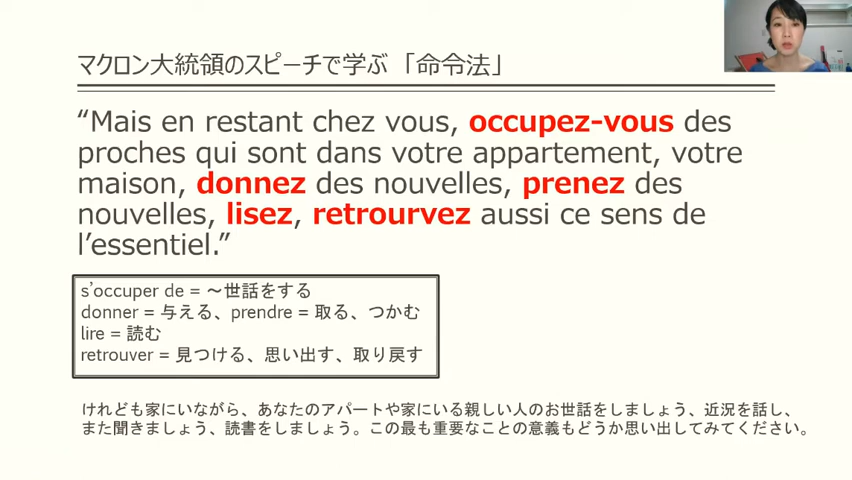 マクロン大統領のスピーチで学ぶ「命令法」
“Mais en restant chez vous, occupez-vous des
proches qui sont dans votre appartement, votre
maison, donnez des nouvelles, prenez des
nouvelles, lisez, retrourvez aussi ce sens de
l’essentiel.”
s’occuper de = ～世話をする
donner = 与える、prendre = 取る、つかむ
lire = 読む
retrouver = 見つける、思い出す、取り戻す
けれども家にいながら、あなたのアパートや家にいる親しい人のお世話をしましょう、近況を話し、
また聞きましょう、読書をしましょう。この最も重要なことの意義もどうか思い出してみてください。